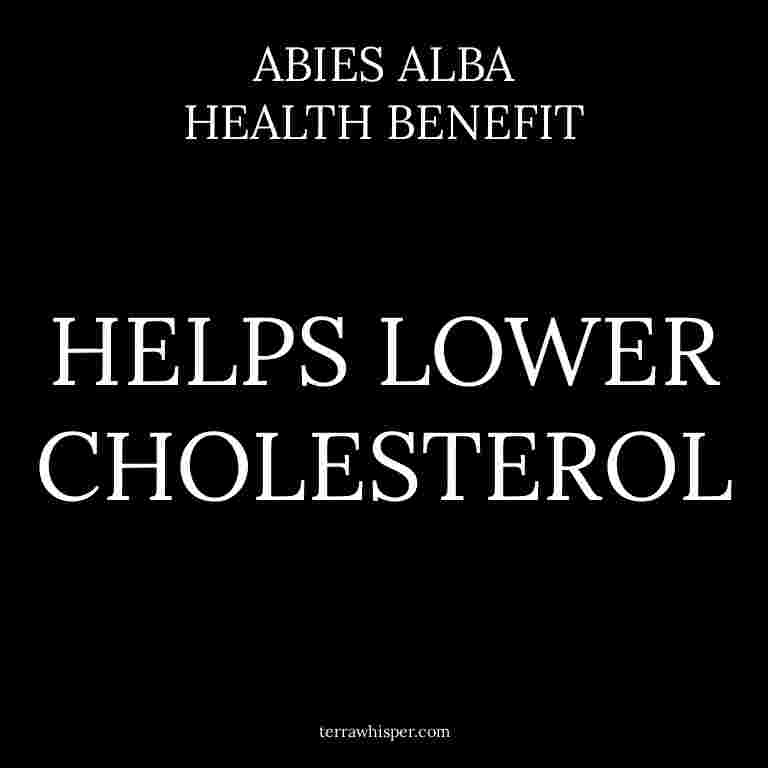 ABIES ALBA
HEALTH BENEFIT
HELPS LOWER
CHOLESTEROL
terrawhisper.com